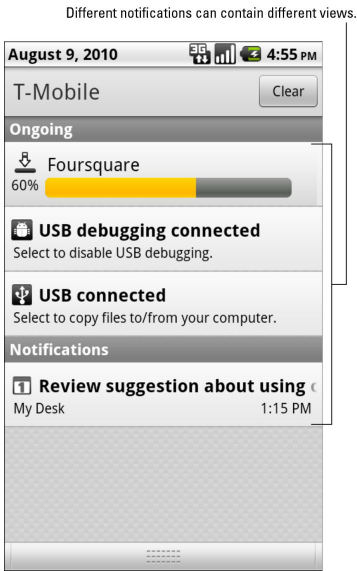 Different notifications can contain different views.
August 9, 2010 3G 4:55 PM
T-Mobile Clear
Ongoing
Foursquare
60%
USB debugging connected
Select to disable USB debugging.
USB connected
Select to copy files to/from your computer.
Notifications
1 Review suggestion about using
My Desk 1:15 PM